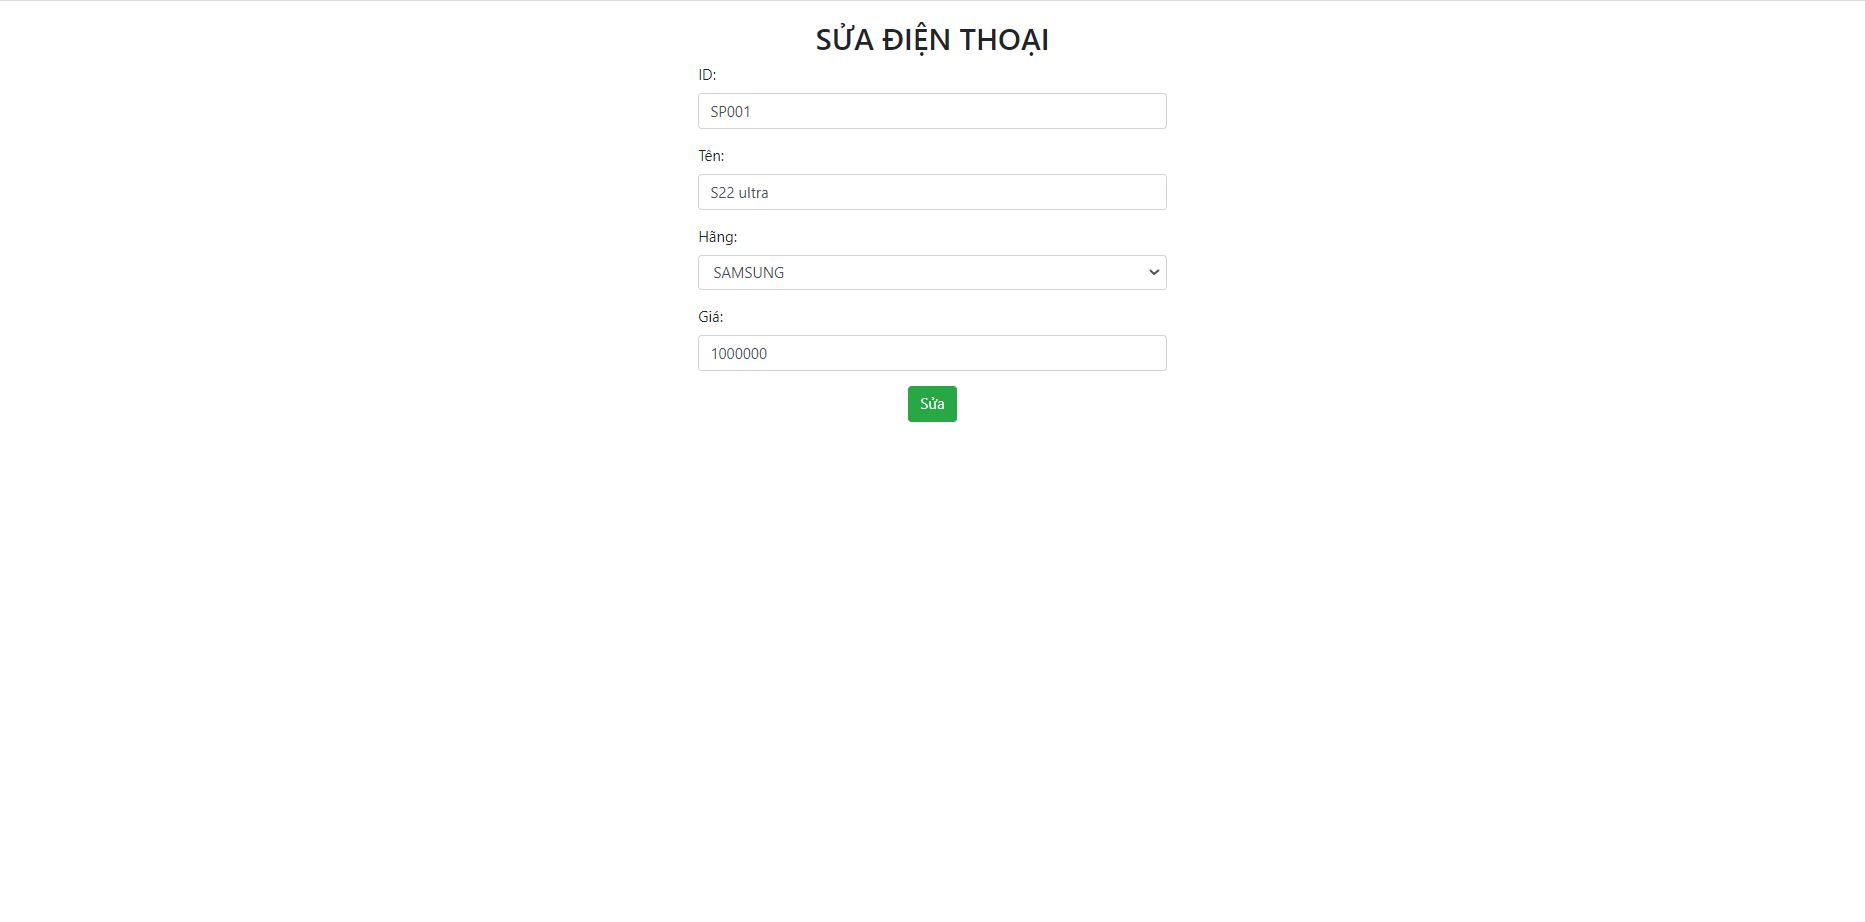 SỬA ĐIỆN THOẠI
ID:
SP001
Tên:
S22 ultra
Hãng:
SAMSUNG
Giá:
1000000
Sửa